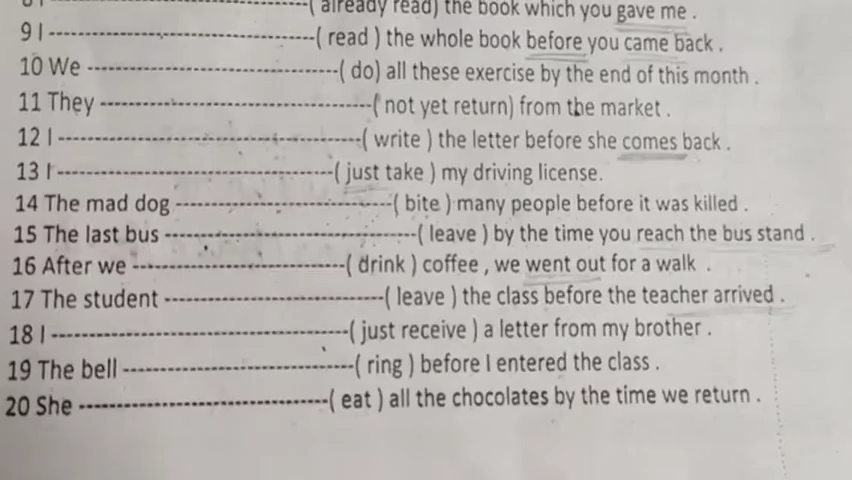 ( already read) the book which you gave me .
9 I ------------------------------( read ) the whole book before you came back .
10 We ----------------------------( do) all these exercise by the end of this month .
11 They ------------------------------( not yet return) from the market .
12 I ----------------------------------( write ) the letter before she comes back .
13 I -------------------------------( just take ) my driving license.
14 The mad dog ------------------------( bite ) many people before it was killed .
15 The last bus ----------------------------( leave ) by the time you reach the bus stand .
16 After we ------------------------( drink ) coffee , we went out for a walk .
17 The student -------------------------( leave ) the class before the teacher arrived .
18 I ----------------------------------( just receive ) a letter from my brother .
19 The bell --------------------------( ring ) before I entered the class .
20 She ----------------------------( eat ) all the chocolates by the time we return .